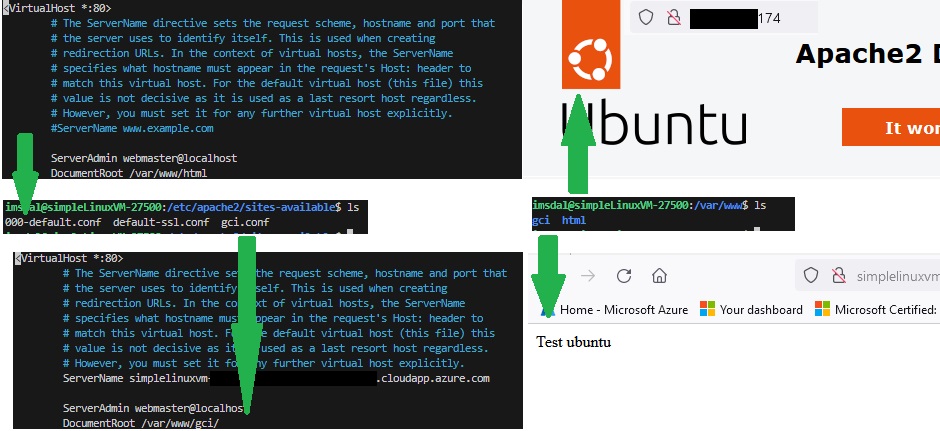 <VirtualHost *:80>
# The ServerName directive sets the request scheme, hostname and port that
# the server uses to identify itself. This is used when creating
# redirection URLs. In the context of virtual hosts, the ServerName
# specifies what hostname must appear in the request's Host: header to
# match this virtual host. For the default virtual host (this file) this
# value is not decisive as it is used as a last resort host regardless.
# However, you must set it for any further virtual host explicitly.
#ServerName www.example.com
ServerAdmin webmaster@localhost
DocumentRoot /var/www/html
imsdal@simpleLinuxVM-27500:/etc/apache2/sites-available$ ls
000-default.conf default-ssl.conf gci.conf
<VirtualHost *:80>
# The ServerName directive sets the request scheme, hostname and port that
# the server uses to identify itself. This is used when creating
# redirection URLs. In the context of virtual hosts, the ServerName
# specifies what hostname must appear in the request's Host: header to
# match this virtual host. For the default virtual host (this file) this
# value is not decisive as it is used as a last resort host regardless.
# However, you must set it for any further virtual host explicitly.
ServerName simplelinuxvm- .cloudapp.azure.com
ServerAdmin webmaster@localhost
DocumentRoot /var/www/gci/
174
Apache2 D
Ubuntu
It wor
imsdal@simpleLinuxVM-27500:/var/www$ ls
gci html
simplelinuxvm
Home - Microsoft Azure Your dashboard Microsoft Certified:
Test ubuntu